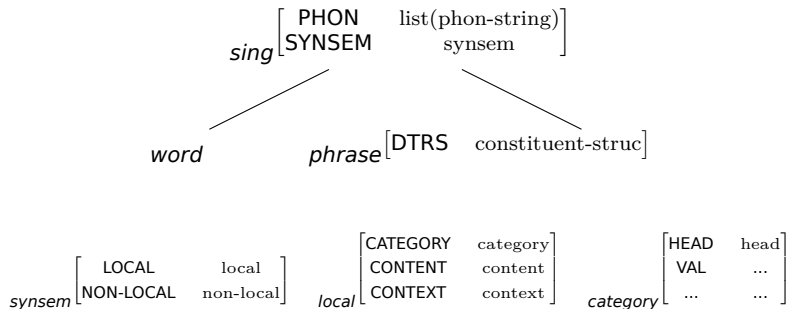 sing PHON list(phon-string)
SYNSEM synsem
word phrase DTRS constituent-struc
synsem LOCAL local
NON-LOCAL non-local
local CATEGORY category
CONTENT content
CONTEXT context
category HEAD head
VAL ...
... ...